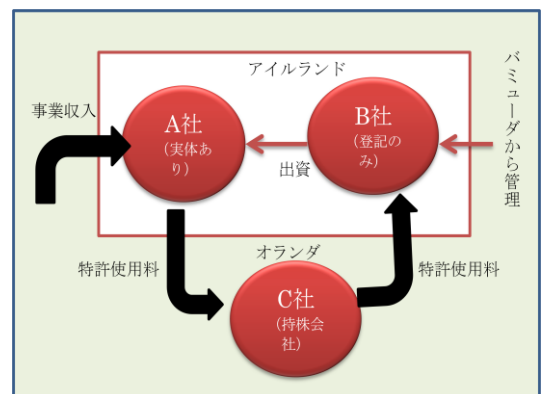 アイルランド
バミューダから管理
事業収入
A社
(実体あ
り)
B社
(登記の
み)
出資
オランダ
特許使用料
特許使用料
C社
(持株会
社)